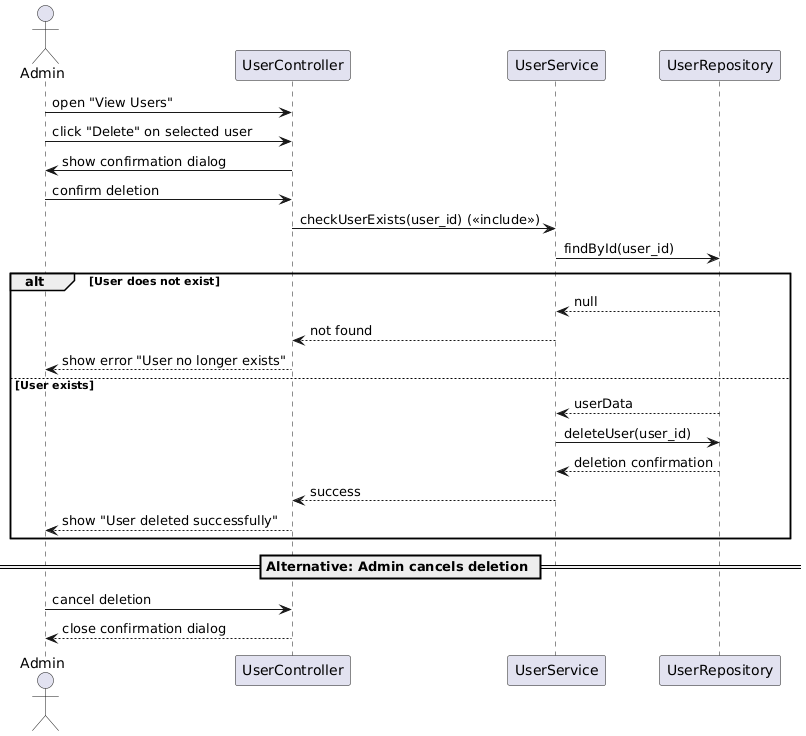 Admin
UserController
UserService
UserRepository
open "View Users"
click "Delete" on selected user
show confirmation dialog
confirm deletion
checkUserExists(user_id) («include»)
findById(user_id)
alt
[User does not exist]
null
not found
show error "User no longer exists"
[User exists]
userData
deleteUser(user_id)
deletion confirmation
success
show "User deleted successfully"
Alternative: Admin cancels deletion
cancel deletion
close confirmation dialog
Admin
UserController
UserService
UserRepository